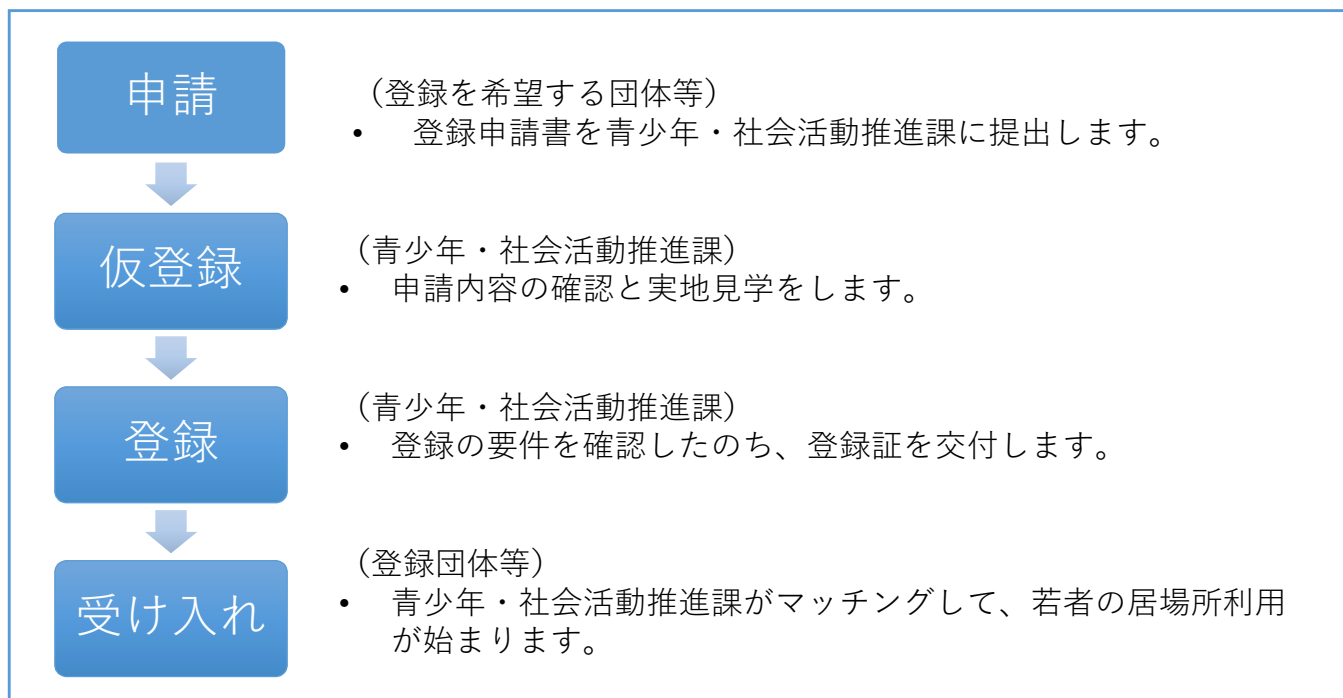 申請
（登録を希望する団体等）
• 登録申請書を青少年・社会活動推進課に提出します。
仮登録
（青少年・社会活動推進課）
• 申請内容の確認と実地見学をします。
登録
（青少年・社会活動推進課）
• 登録の要件を確認したのち、登録証を交付します。
受け入れ
（登録団体等）
• 青少年・社会活動推進課がマッチングして、若者の居場所利用
が始まります。